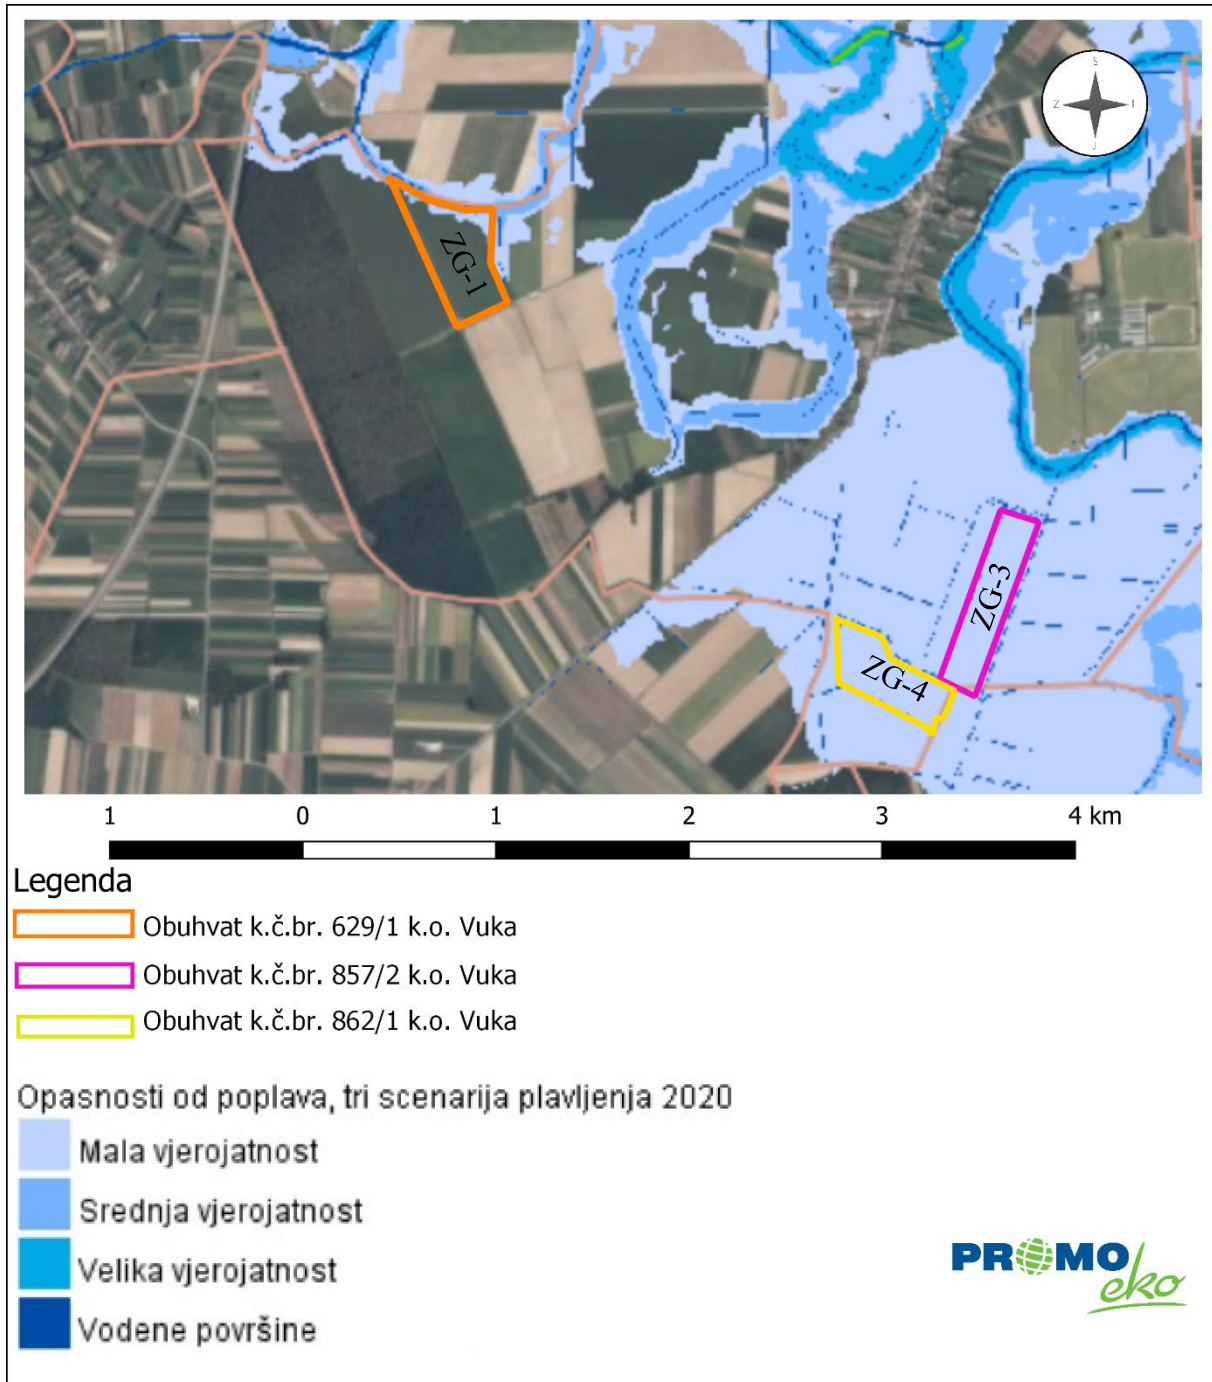 S
Z I
J
ZG-1
ZG-3
ZG-4
1 0 1 2 3 4 km
Legenda
Obuhvat k.č.br. 629/1 k.o. Vuka
Obuhvat k.č.br. 857/2 k.o. Vuka
Obuhvat k.č.br. 862/1 k.o. Vuka
Opasnosti od poplava, tri scenarija plavljenja 2020
Mala vjerojatnost
Srednja vjerojatnost
Velika vjerojatnost
Vodene površine
PROMO
eko